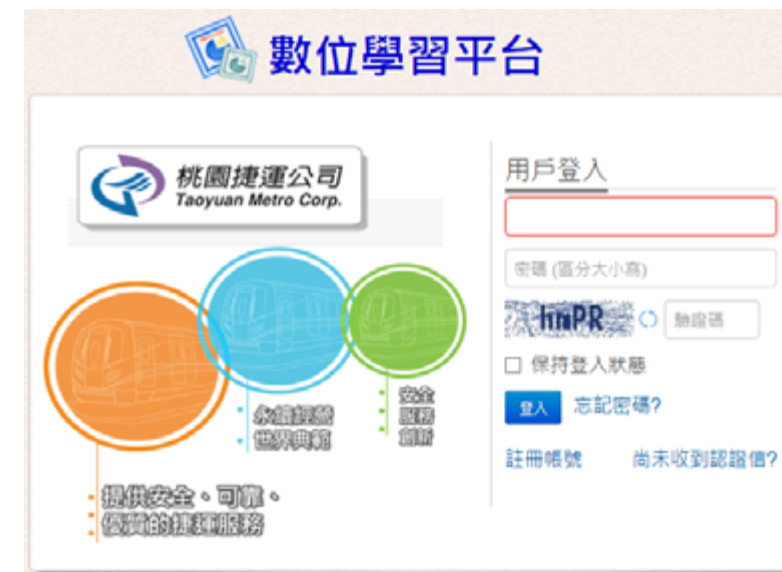 數位學習平台
桃園捷運公司
Taoyuan Metro Corp.
用戶登入
密碼 (區分大小寫)
hnPR
驗證碼
保持登入狀態
登入 忘記密碼?
註冊帳號 尚未收到認證信?
安全
服務
創新
永續經營
世界典範
提供安全、可靠、
優質的捷運服務